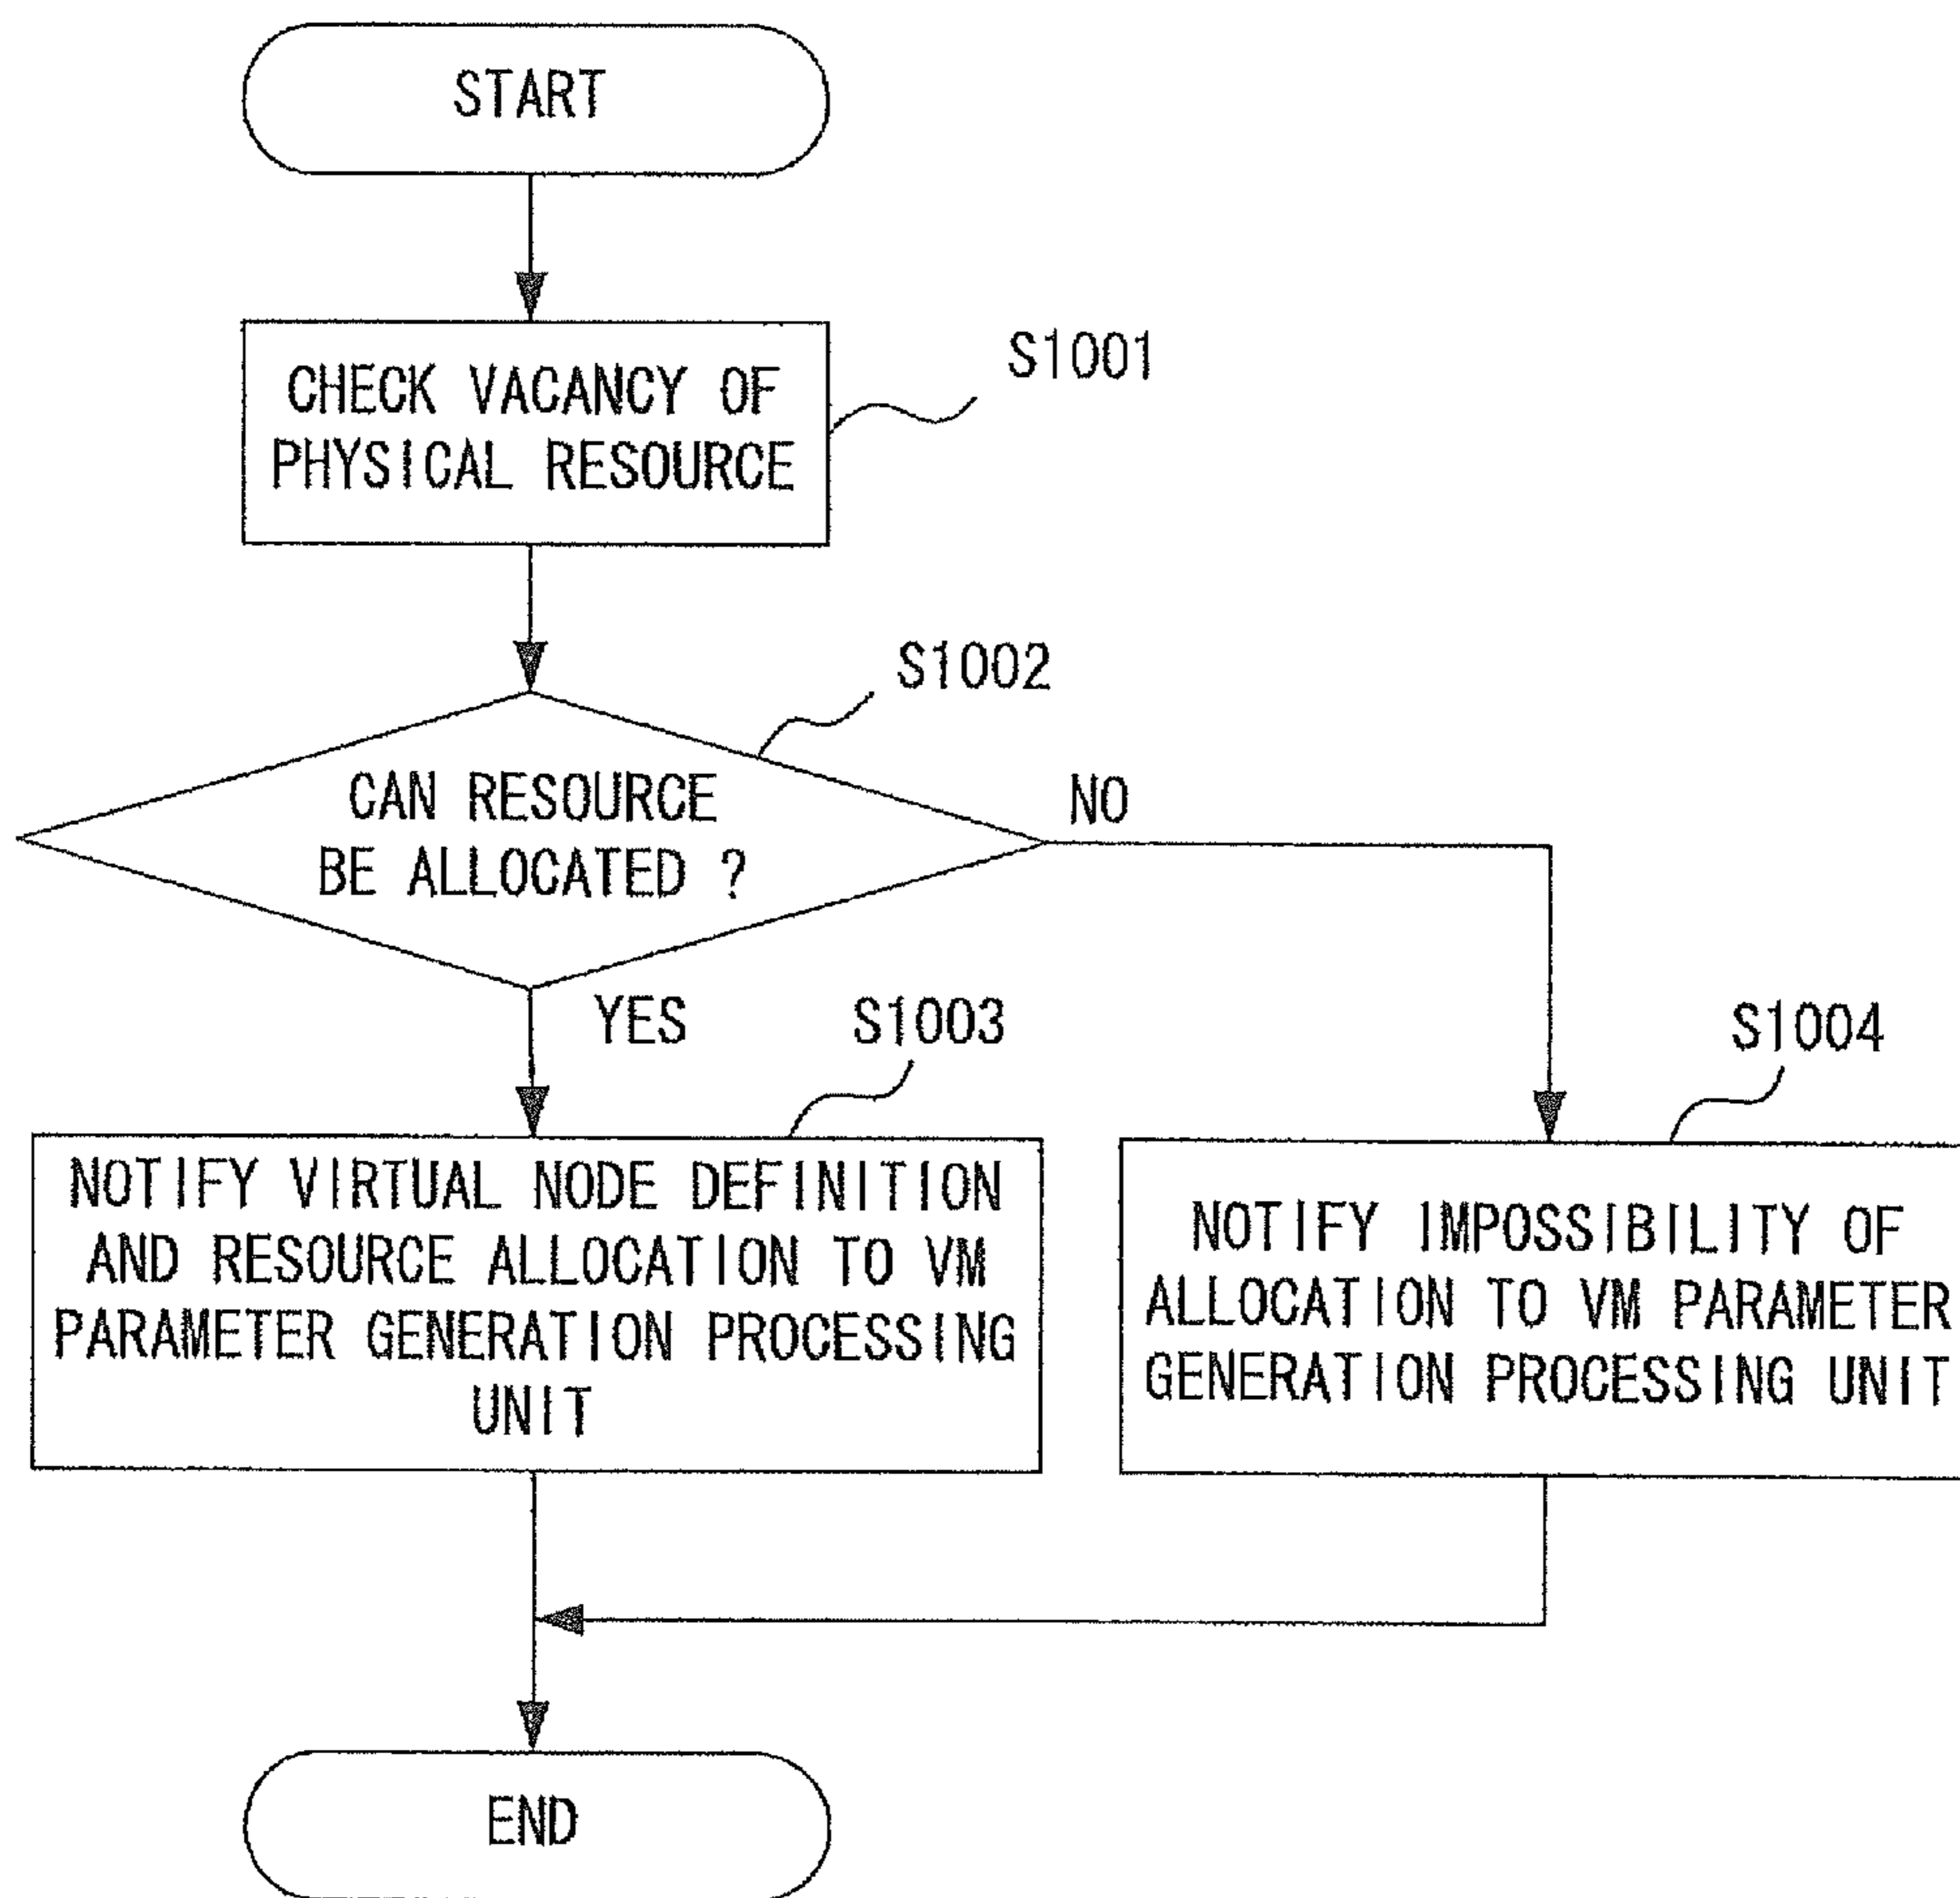 START
CHECK VACANCY OF
PHYSICAL RESOURCE
S1001
S1002
CAN RESOURCE
BE ALLOCATED ?
NO
YES
S1003
S1004
NOTIFY VIRTUAL NODE DEFINITION
AND RESOURCE ALLOCATION TO VM
PARAMETER GENERATION PROCESSING
UNIT
NOTIFY IMPOSSIBILITY OF
ALLOCATION TO VM PARAMETER
GENERATION PROCESSING UNIT
END